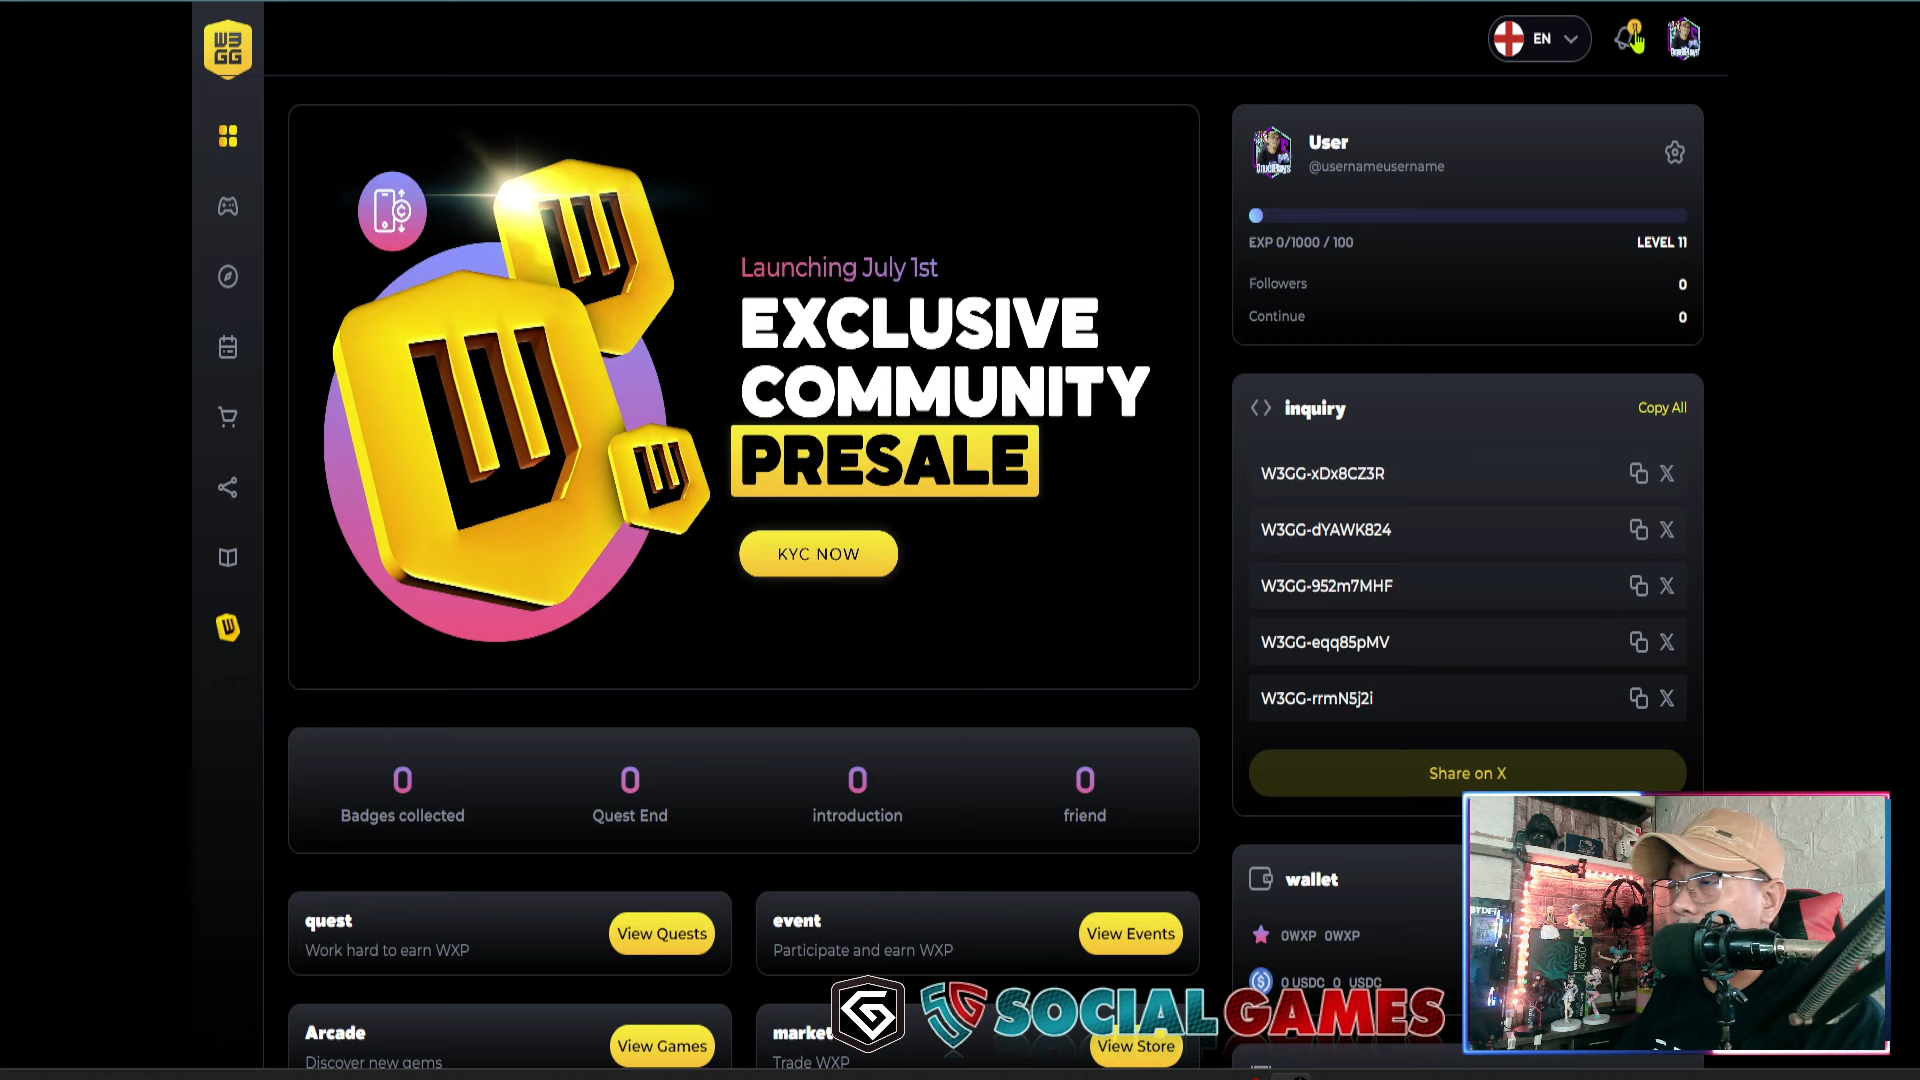 W3
GG
EN
11
User
@usernameusername
EXP 0/1000 / 100
LEVEL 11
Followers
0
Continue
0
Launching July 1st
EXCLUSIVE
COMMUNITY
PRESALE
KYC NOW
inquiry
Copy All
W3GG-xDx8CZ3R
W3GG-dYAWK824
W3GG-952m7MHF
W3GG-eqq85pMV
W3GG-rrmN5j2i
Share on X
0
Badges collected
0
Quest End
0
introduction
0
friend
wallet
0WXP 0WXP
0 USDC 0 USDC
quest
Work hard to earn WXP
View Quests
event
Participate and earn WXP
View Events
Arcade
Discover new gems
View Games
market
Trade WXP
View Store
SOCIALGAMES